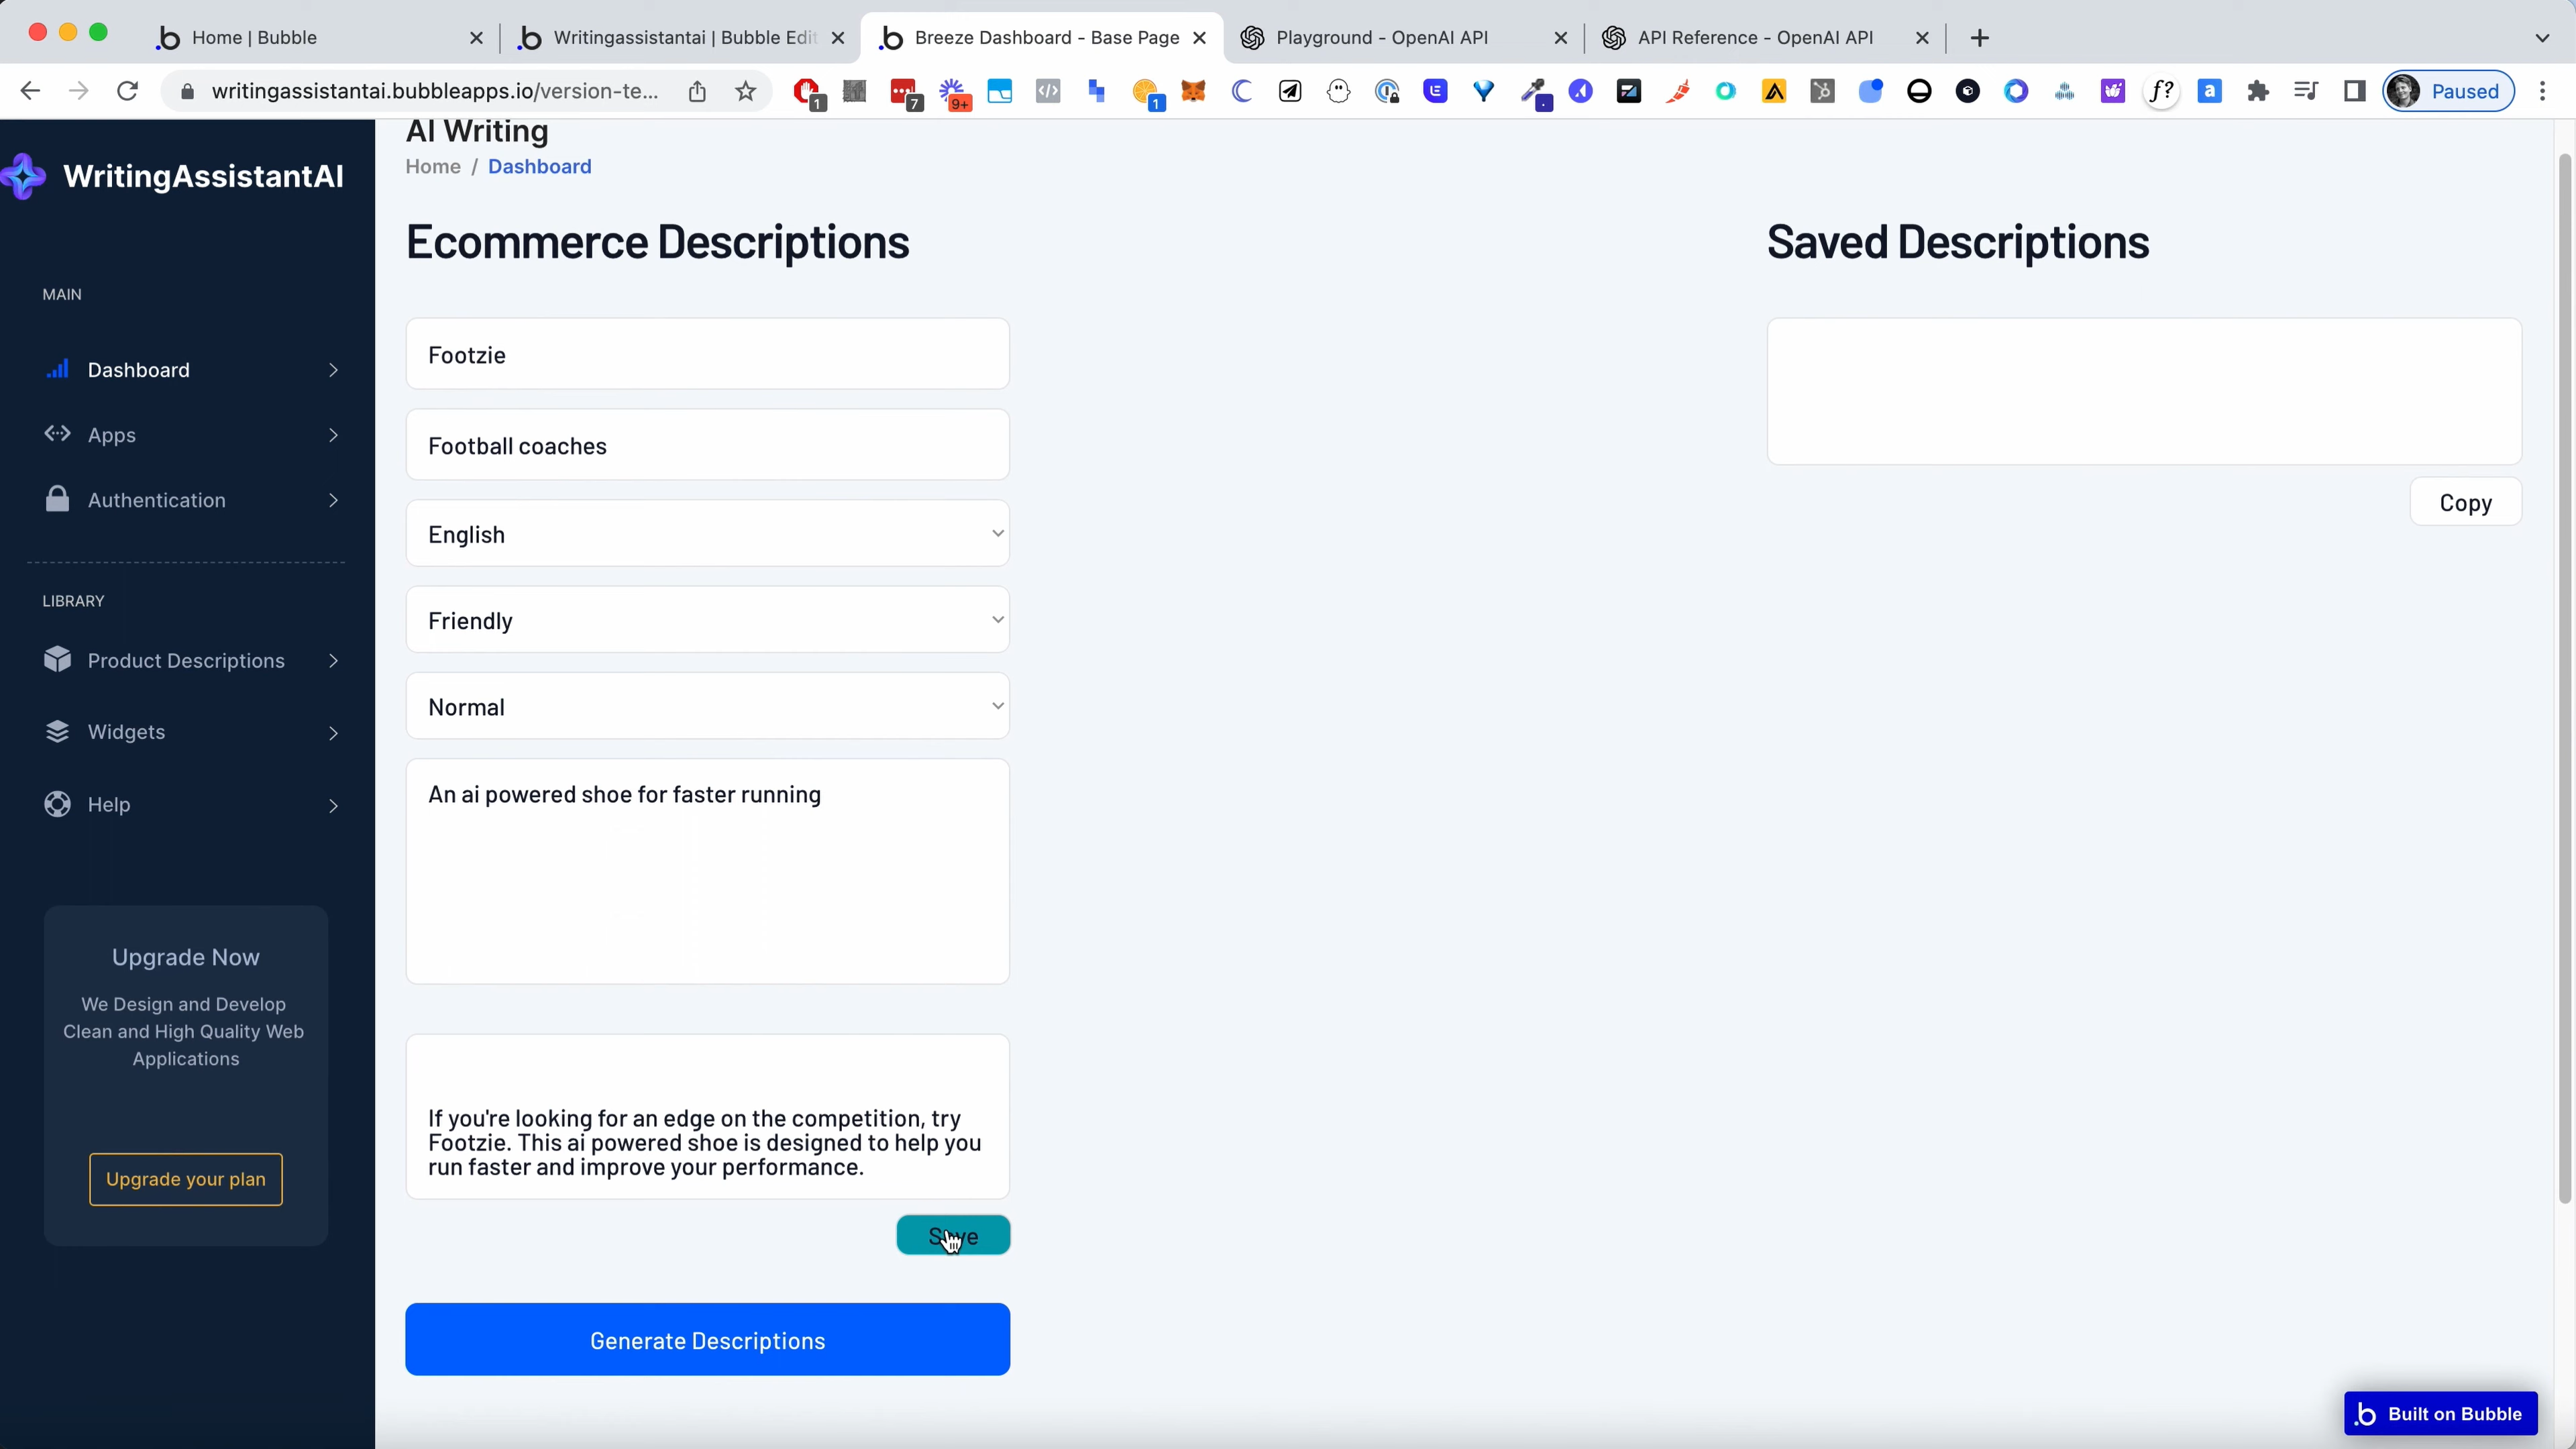 Home | Bubble
Writingassistantai | Bubble Edit
Breeze Dashboard - Base Page
Playground - OpenAI API
API Reference - OpenAI API
writingassistantai.bubbleapps.io/version-te...
1
7
9+
1
f?
a
Paused
WritingAssistantAI
MAIN
Dashboard
Apps
Authentication
LIBRARY
Product Descriptions
Widgets
Help
Upgrade Now
We Design and Develop
Clean and High Quality Web
Applications
Upgrade your plan
AI Writing
Home / Dashboard
Ecommerce Descriptions
Footzie
Football coaches
English
Friendly
Normal
An ai powered shoe for faster running
If you're looking for an edge on the competition, try
Footzie. This ai powered shoe is designed to help you
run faster and improve your performance.
Save
Generate Descriptions
Saved Descriptions
Copy
Built on Bubble